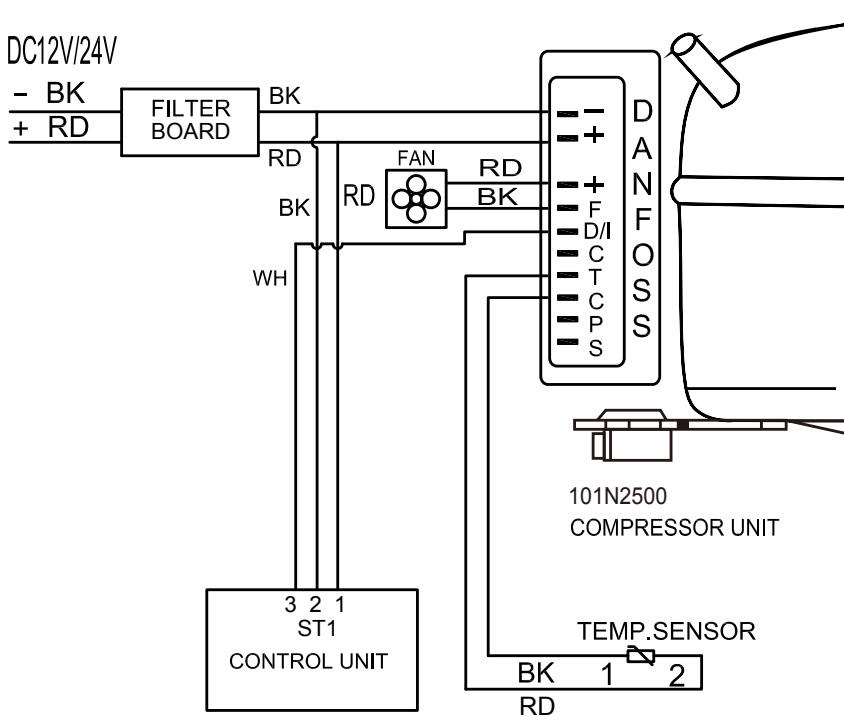 DC12V/24V
− BK
+ RD
FILTER
BOARD
BK
RD
BK
WH
FAN
RD
RD
BK
−
+
+
F
D/I
C
T
C
P
S
DANFOSS
101N2500
COMPRESSOR UNIT
3 2 1
ST1
CONTROL UNIT
TEMP.SENSOR
BK 1 2
RD